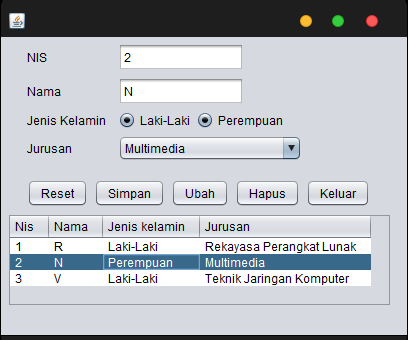 NIS 2
Nama N
Jenis Kelamin Laki-Laki Perempuan
Jurusan Multimedia
Reset Simpan Ubah Hapus Keluar
Nis Nama Jenis kelamin Jurusan
1 R Laki-Laki Rekayasa Perangkat Lunak
2 N Perempuan Multimedia
3 V Laki-Laki Teknik Jaringan Komputer